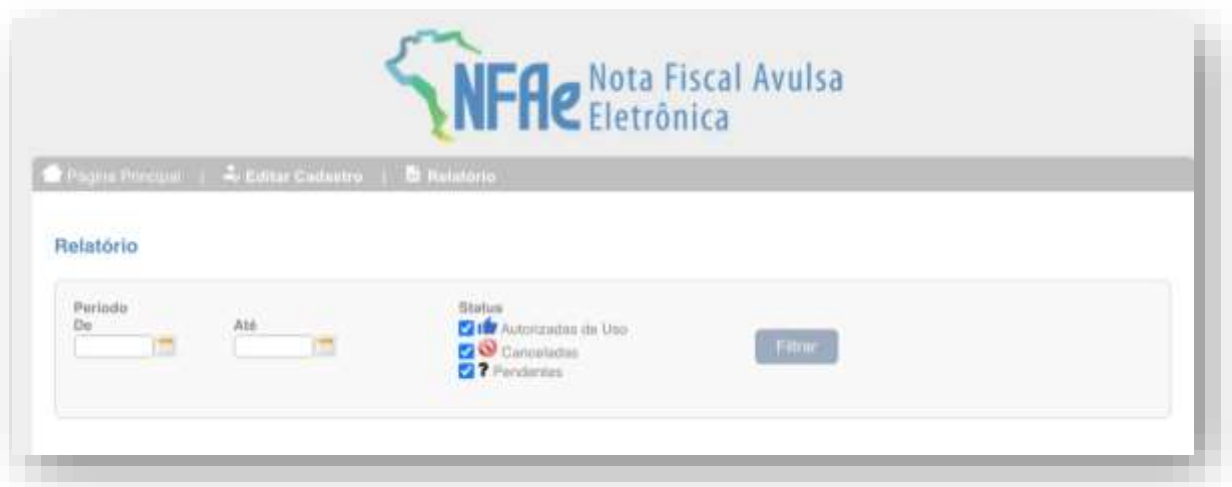 NFAe Nota Fiscal Avulsa
Eletrônica
Página Principal | Editar Cadastro | Relatório
Relatório
Período
De
Até
Status
Autorizadas de Uso
Canceladas
? Pendentes
Filtrar